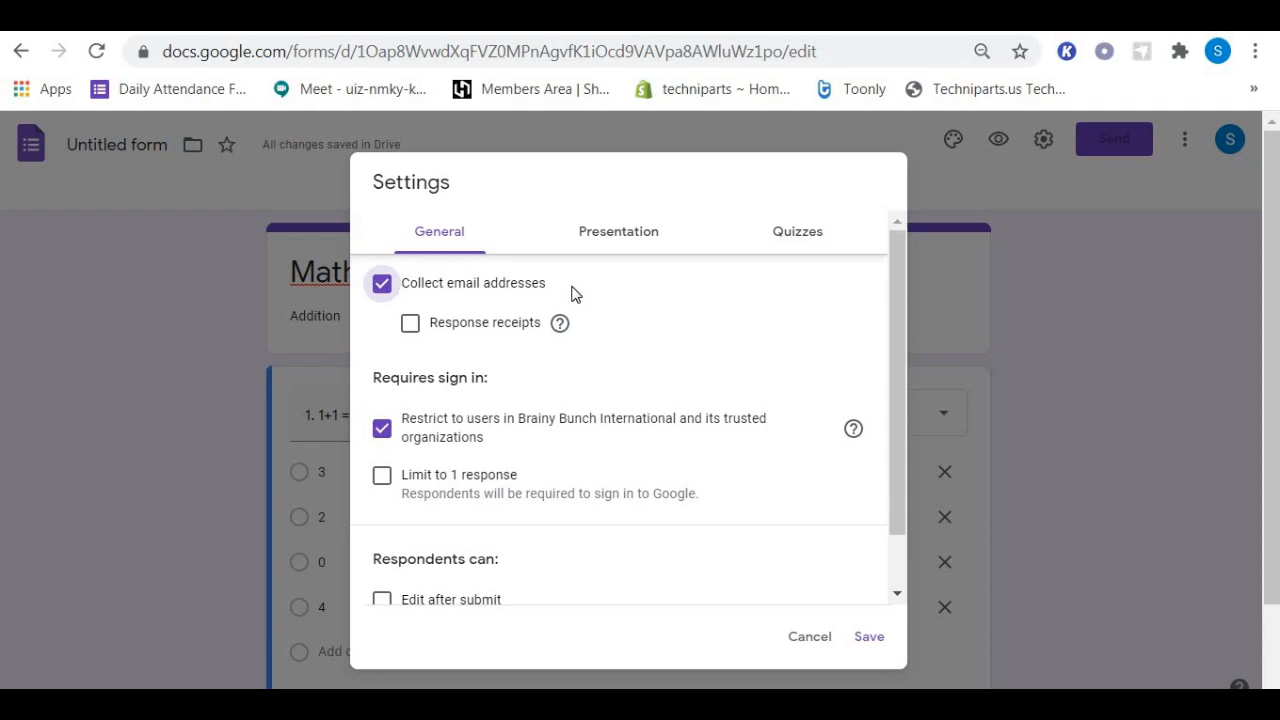 docs.google.com/forms/d/1Oap8WvwdXqFVZ0MPnAgvfK1iOcd9VAVpa8AWluWz1po/edit
K
S
Apps
Daily Attendance F...
Meet - uiz-nmky-k...
Members Area | Sh...
techniparts ~ Hom...
Toonly
Techniparts.us Tech...
»
Untitled form
All changes saved in Drive
Send
S
Settings
General
Presentation
Quizzes
Math
Addition
Collect email addresses
Response receipts
Requires sign in:
Restrict to users in Brainy Bunch International and its trusted
organizations
Limit to 1 response
Respondents will be required to sign in to Google.
1. 1+1 =
3
2
0
4
Add
Respondents can:
Edit after submit
Cancel
Save